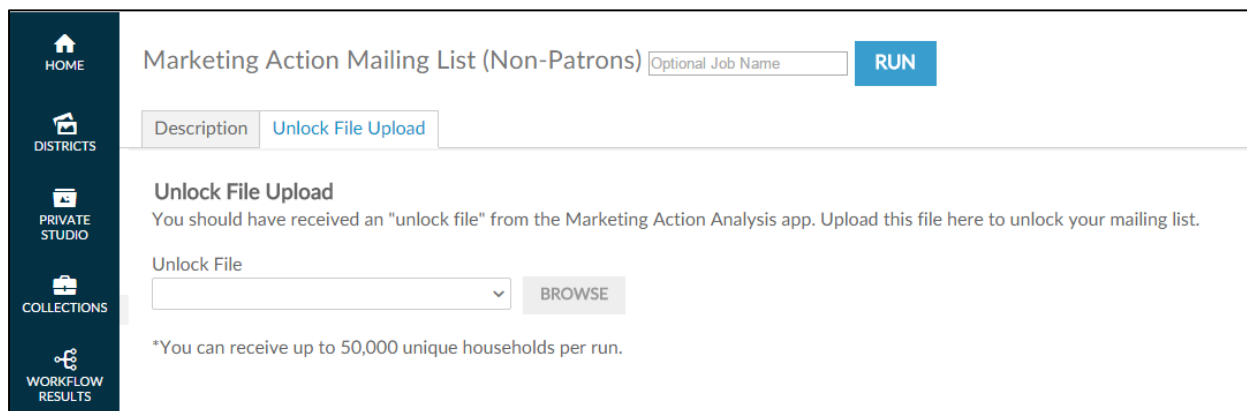 HOME
DISTRICTS
PRIVATE
STUDIO
COLLECTIONS
WORKFLOW
RESULTS
Marketing Action Mailing List (Non-Patrons) Optional Job Name RUN
Description Unlock File Upload
Unlock File Upload
You should have received an "unlock file" from the Marketing Action Analysis app. Upload this file here to unlock your mailing list.
Unlock File
BROWSE
*You can receive up to 50,000 unique households per run.